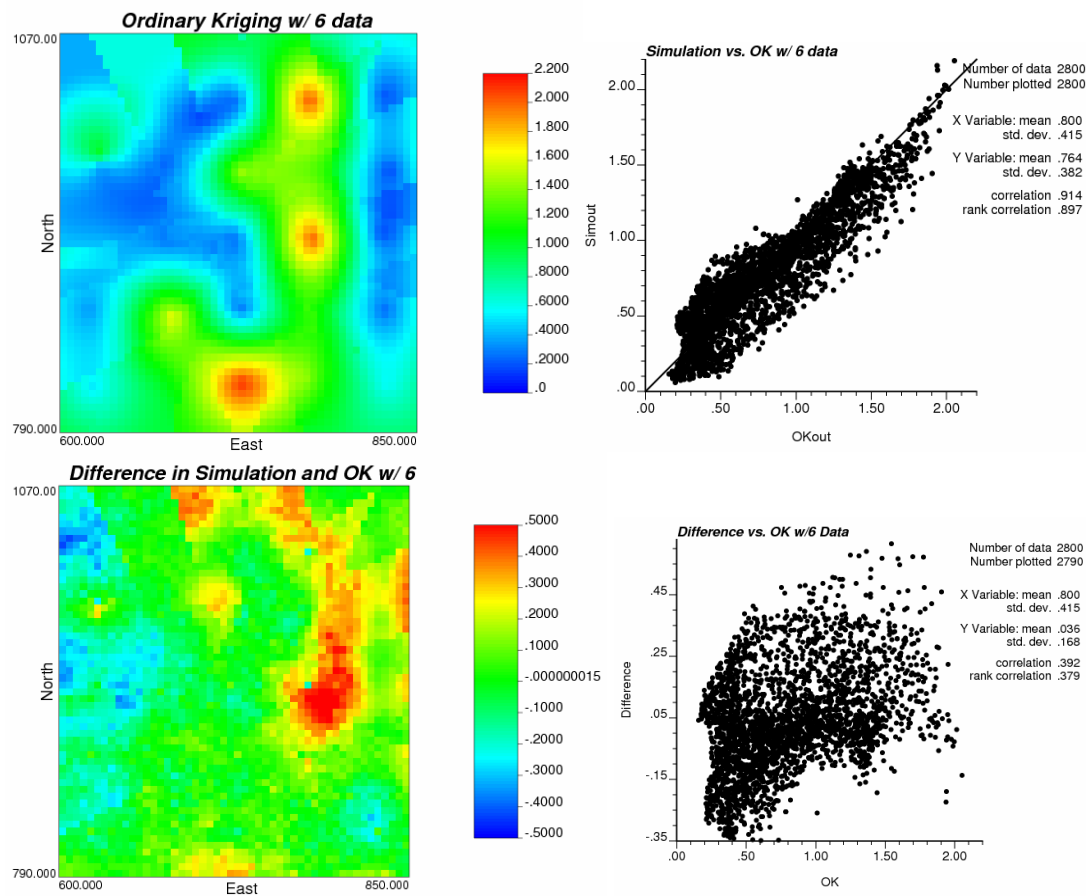 Ordinary Kriging w/ 6 data
1070.00
North
790.000
600.000
East
850.000
2.200
2.000
1.800
1.600
1.400
1.200
1.000
.8000
.6000
.4000
.2000
.0
Simulation vs. OK w/ 6 data
Number of data 2800
Number plotted 2800
X Variable: mean .800
std. dev. .415
Y Variable: mean .764
std. dev. .382
correlation .914
rank correlation .897
Simout
2.00
1.50
1.00
.50
.00
.00
.50
1.00
1.50
2.00
OKout
Difference in Simulation and OK w/ 6
1070.00
North
790.000
600.000
East
850.000
.5000
.4000
.3000
.2000
.1000
-.000000015
-.1000
-.2000
-.3000
-.4000
-.5000
Difference vs. OK w/6 Data
Number of data 2800
Number plotted 2790
X Variable: mean .800
std. dev. .415
Y Variable: mean .036
std. dev. .168
correlation .392
rank correlation .379
Difference
.45
.25
.05
-.15
-.35
.00
.50
1.00
1.50
2.00
OK